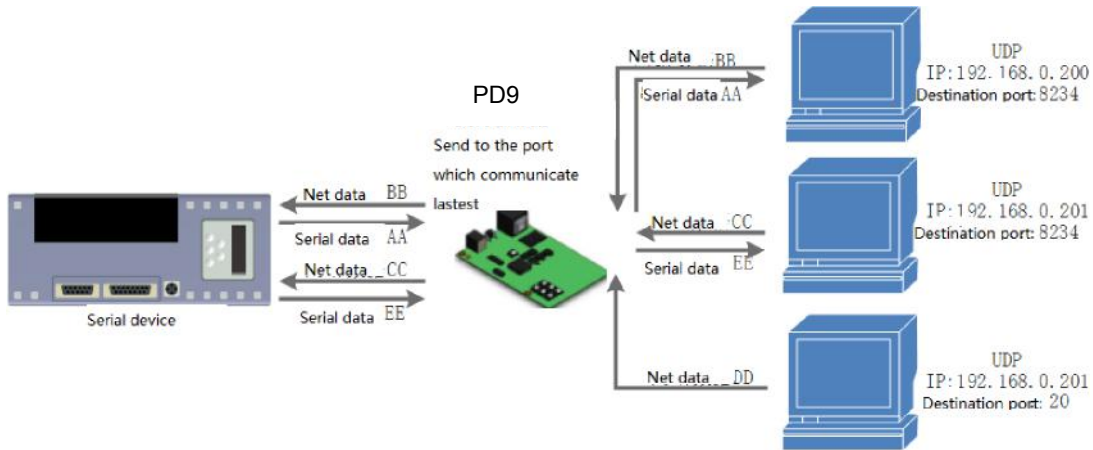 PD9
Send to the port
which communicate
lastest
Net data BB
Serial data AA
Net data CC
Serial data EE
Serial device
Net data :BB
Serial data AA
Net data :CC
Serial data EE
Net data DD
UDP
IP:192. 168. 0. 200
Destination port: 8234
UDP
IP:192. 168. 0. 201
Destination port: 8234
UDP
IP:192. 168. 0. 201
Destination port: 20